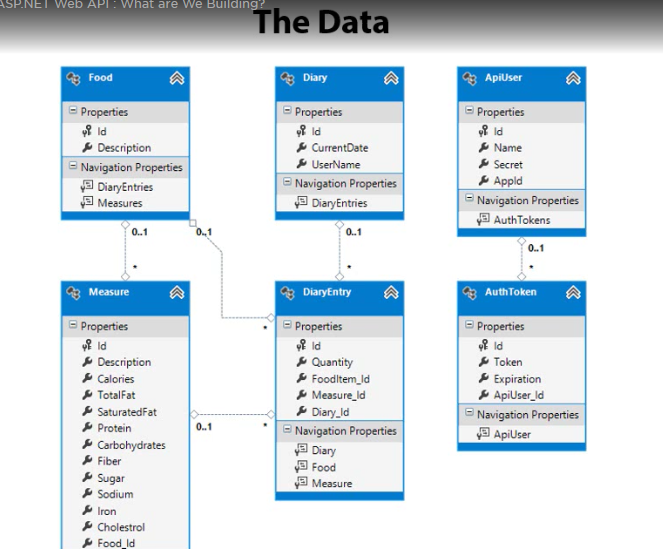 ASP.NET Web API : What are We Building?
The Data
Food
Properties
Id
Description
Navigation Properties
DiaryEntries
Measures
Diary
Properties
Id
CurrentDate
UserName
Navigation Properties
DiaryEntries
ApiUser
Properties
Id
Name
Secret
AppId
Navigation Properties
AuthTokens
0..1
0..1
0..1
0..1
*
*
*
*
Measure
Properties
Id
Description
Calories
TotalFat
SaturatedFat
Protein
Carbohydrates
Fiber
Sugar
Sodium
Iron
Cholestrol
Food_Id
0..1
*
DiaryEntry
Properties
Id
Quantity
FoodItem_Id
Measure_Id
Diary_Id
Navigation Properties
Diary
Food
Measure
AuthToken
Properties
Id
Token
Expiration
ApiUser_Id
Navigation Properties
ApiUser